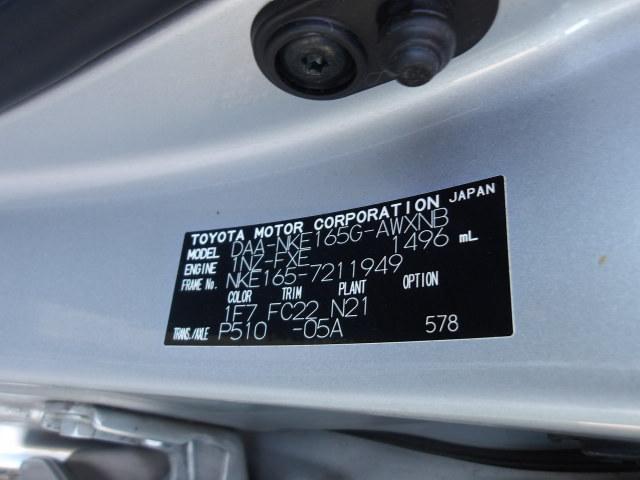 TOYOTA MOTOR CORPORATION JAPAN
MODEL DAA-NKE165G-AWXNB
ENGINE 1NZ-FXE 1496 mL
FRAME No. NKE165-7211949
COLOR TRIM PLANT OPTION
1F7 FC22 N21
TRANS./AXLE P510 -05A 578